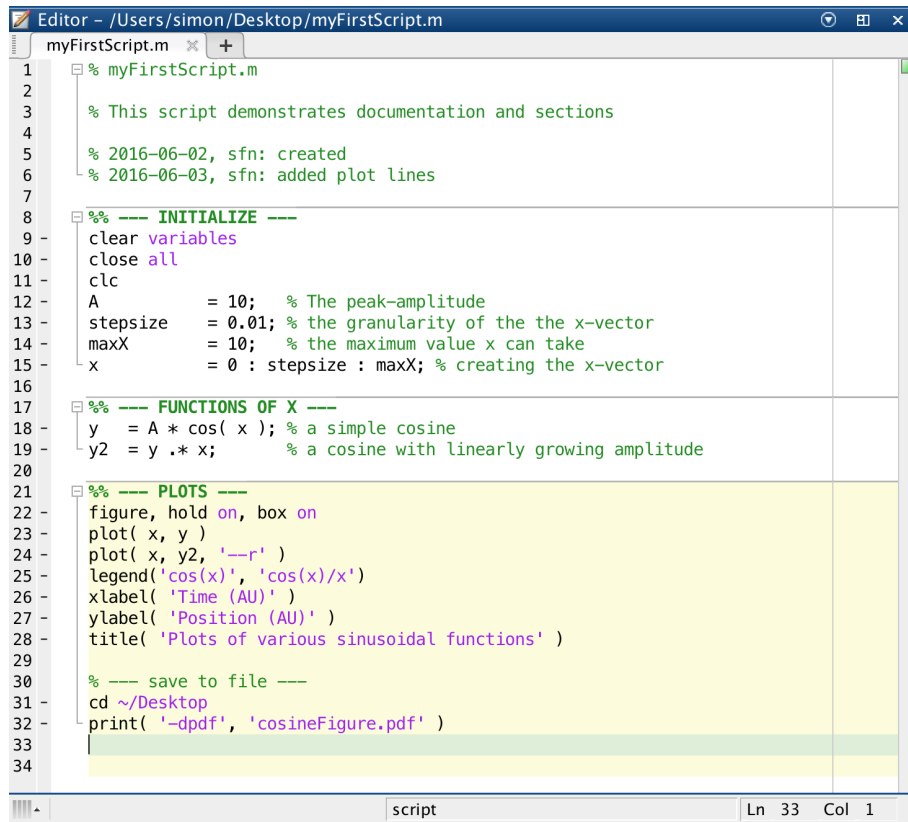 Editor – /Users/simon/Desktop/myFirstScript.m
myFirstScript.m × +
1 % myFirstScript.m
2
3 % This script demonstrates documentation and sections
4
5 % 2016-06-02, sfn: created
6 % 2016-06-03, sfn: added plot lines
7
8 %% --- INITIALIZE ---
9 - clear variables
10 - close all
11 - clc
12 - A = 10; % The peak-amplitude
13 - stepsize = 0.01; % the granularity of the the x-vector
14 - maxX = 10; % the maximum value x can take
15 - x = 0 : stepsize : maxX; % creating the x-vector
16
17 %% --- FUNCTIONS OF X ---
18 - y = A * cos( x ); % a simple cosine
19 - y2 = y .* x; % a cosine with linearly growing amplitude
20
21 %% --- PLOTS ---
22 - figure, hold on, box on
23 - plot( x, y )
24 - plot( x, y2, '--r' )
25 - legend('cos(x)', 'cos(x)/x')
26 - xlabel( 'Time (AU)' )
27 - ylabel( 'Position (AU)' )
28 - title( 'Plots of various sinusoidal functions' )
29
30 % --- save to file ---
31 - cd ~/Desktop
32 - print( '-dpdf', 'cosineFigure.pdf' )
33
34
script Ln 33 Col 1